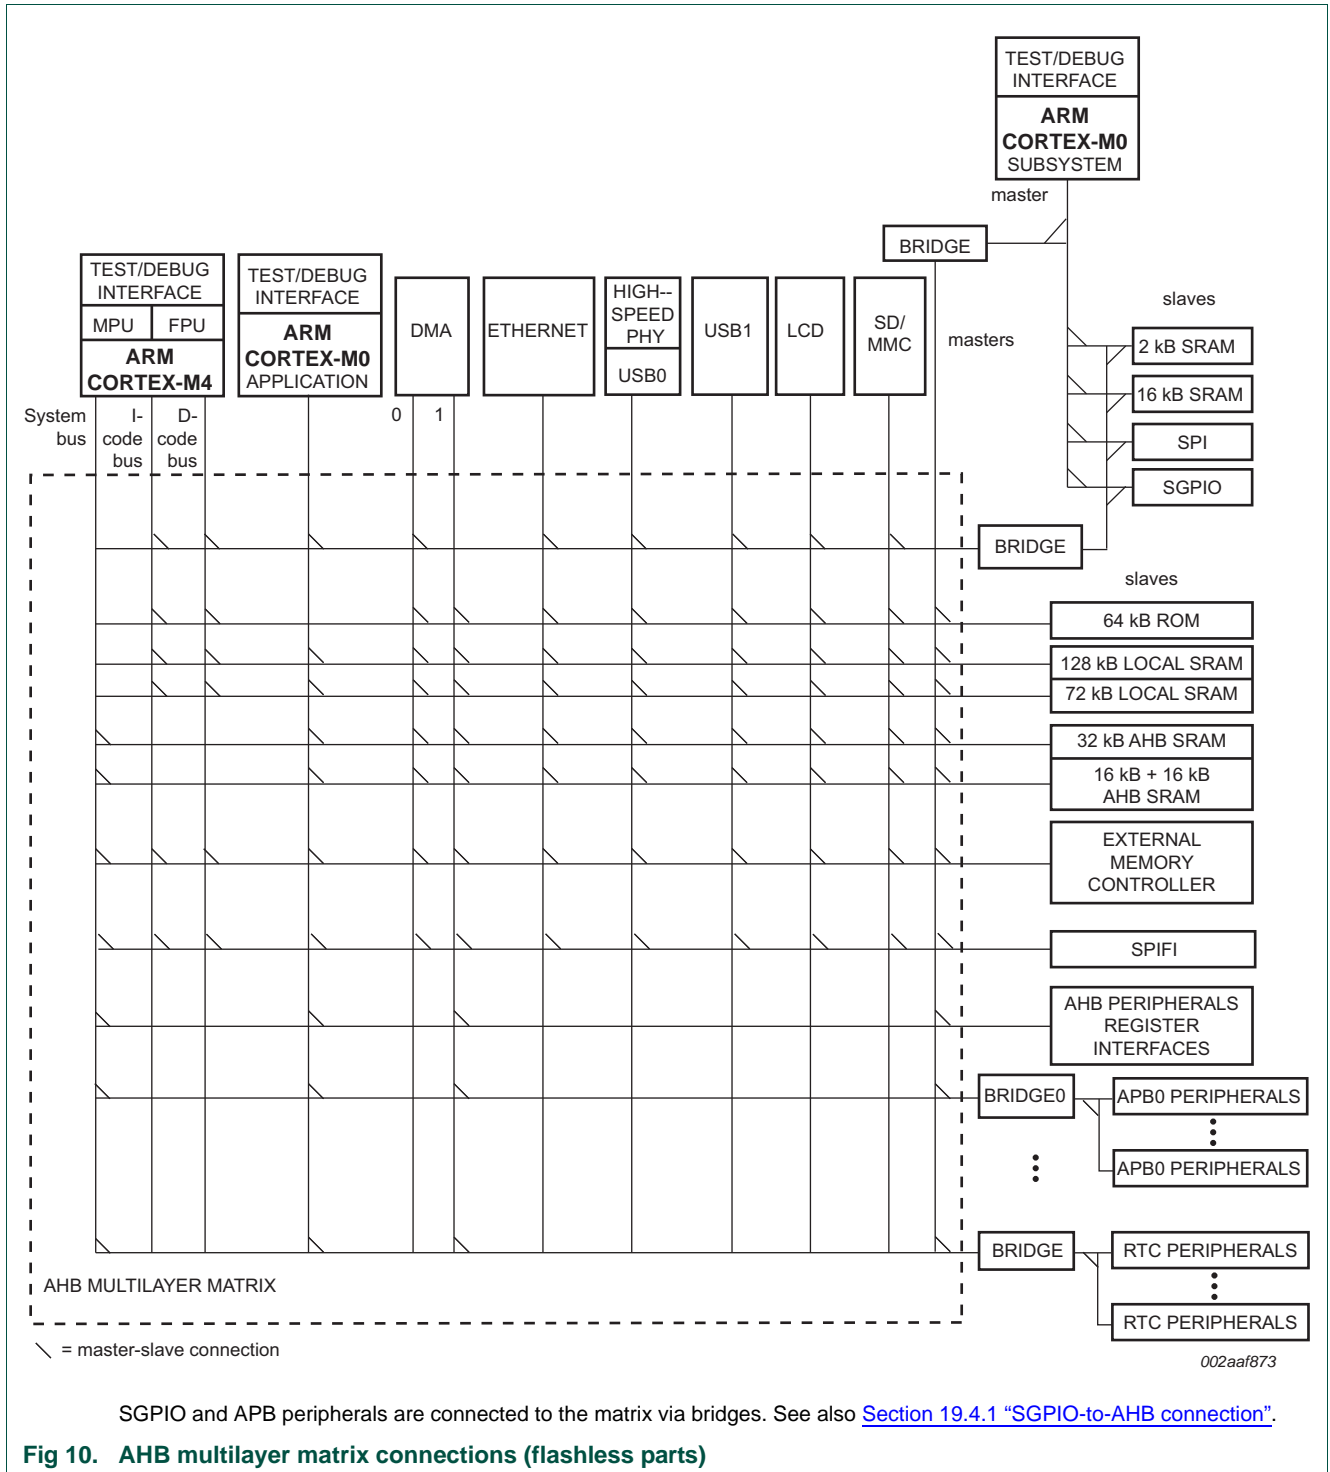 TEST/DEBUG
INTERFACE
ARM
CORTEX-M0
SUBSYSTEM
master
BRIDGE
slaves
2 kB SRAM
16 kB SRAM
SPI
SGPIO
TEST/DEBUG
INTERFACE
MPU FPU
ARM
CORTEX-M4
TEST/DEBUG
INTERFACE
ARM
CORTEX-M0
APPLICATION
DMA
ETHERNET
HIGH--
SPEED
PHY
USB0
USB1
LCD
SD/
MMC
masters
System
bus
I-
code
bus
D-
code
bus
0 1
BRIDGE
slaves
64 kB ROM
128 kB LOCAL SRAM
72 kB LOCAL SRAM
32 kB AHB SRAM
16 kB + 16 kB
AHB SRAM
EXTERNAL
MEMORY
CONTROLLER
SPIFI
AHB PERIPHERALS
REGISTER
INTERFACES
BRIDGE0
APB0 PERIPHERALS
APB0 PERIPHERALS
BRIDGE
RTC PERIPHERALS
RTC PERIPHERALS
AHB MULTILAYER MATRIX
= master-slave connection
002aaf873
SGPIO and APB peripherals are connected to the matrix via bridges. See also Section 19.4.1 “SGPIO-to-AHB connection”.
Fig 10. AHB multilayer matrix connections (flashless parts)